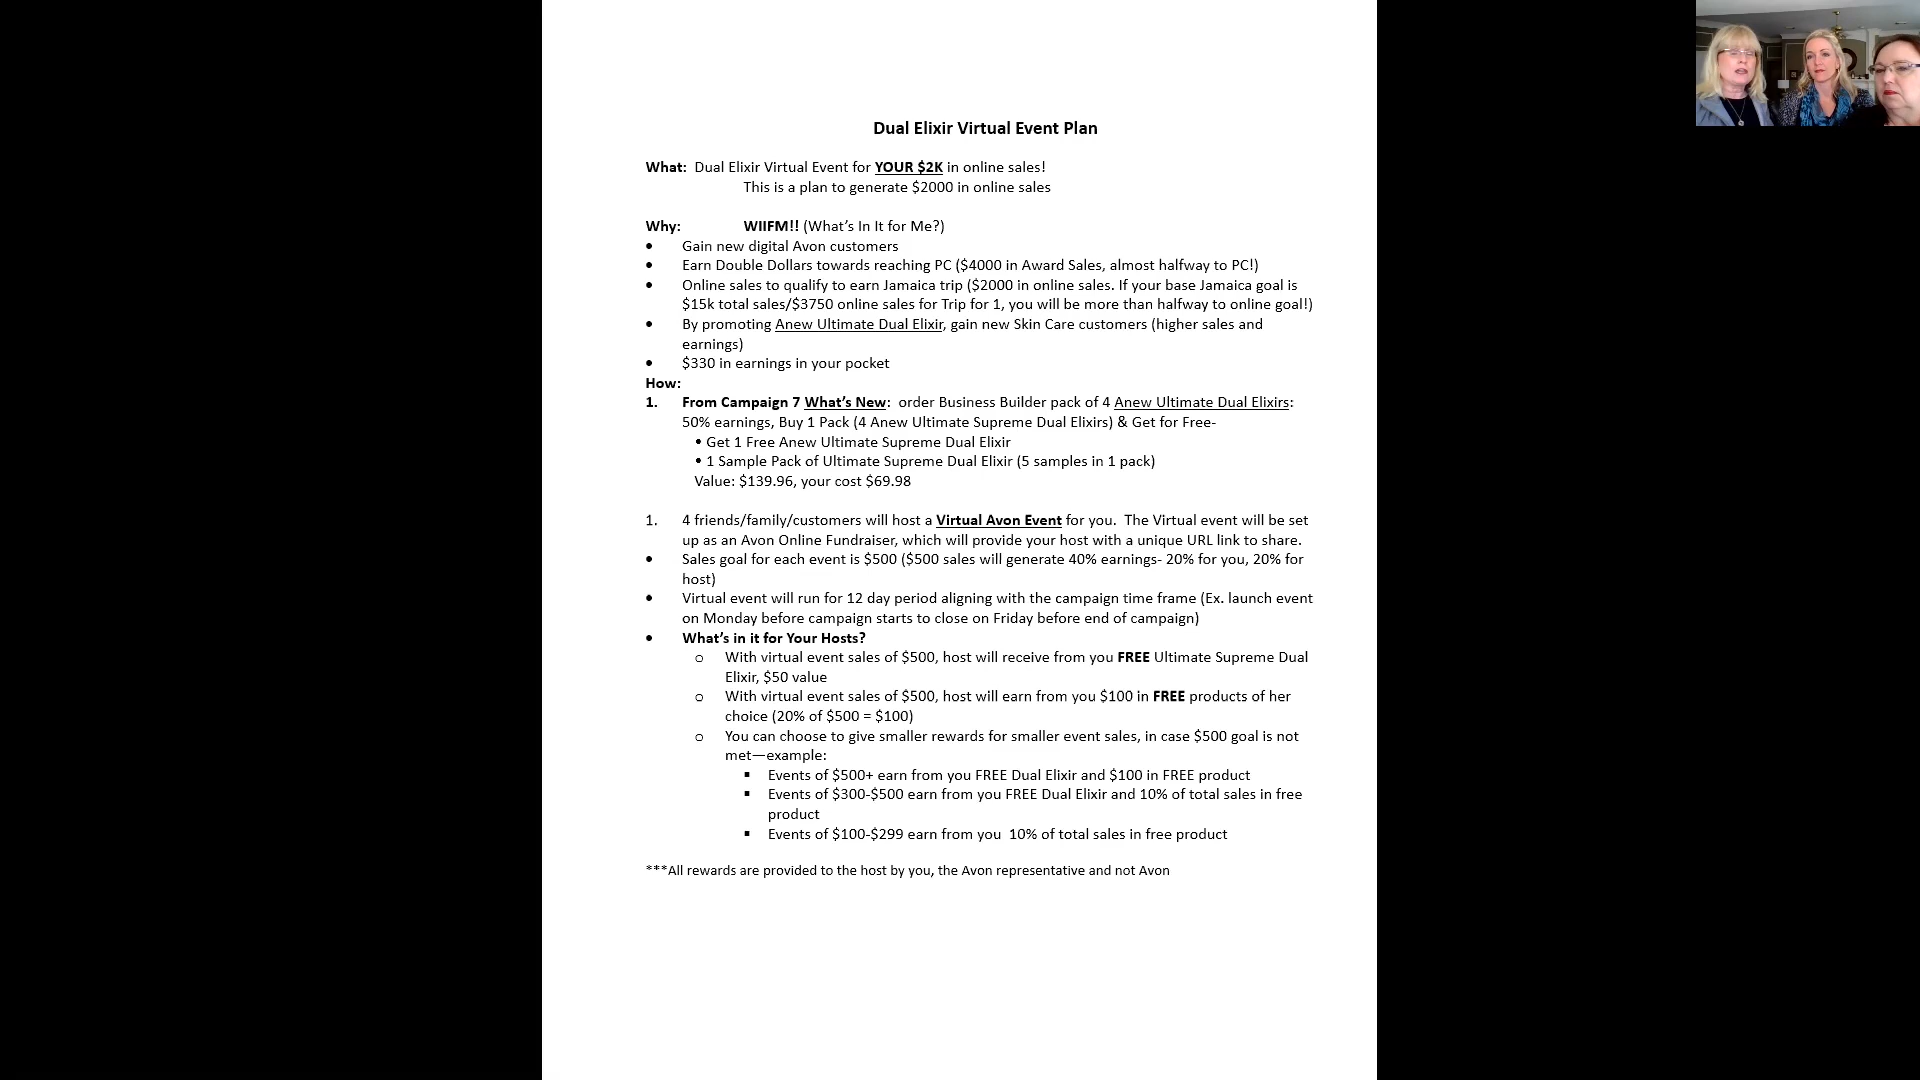 Dual Elixir Virtual Event Plan
What: Dual Elixir Virtual Event for YOUR $2K in online sales!
This is a plan to generate $2000 in online sales
Why: WIIFM!! (What’s In It for Me?)
• Gain new digital Avon customers
• Earn Double Dollars towards reaching PC ($4000 in Award Sales, almost halfway to PC!)
• Online sales to qualify to earn Jamaica trip ($2000 in online sales. If your base Jamaica goal is
$15k total sales/$3750 online sales for Trip for 1, you will be more than halfway to online goal!)
• By promoting Anew Ultimate Dual Elixir, gain new Skin Care customers (higher sales and
earnings)
• $330 in earnings in your pocket
How:
1. From Campaign 7 What’s New: order Business Builder pack of 4 Anew Ultimate Dual Elixirs:
50% earnings, Buy 1 Pack (4 Anew Ultimate Supreme Dual Elixirs) & Get for Free-
• Get 1 Free Anew Ultimate Supreme Dual Elixir
• 1 Sample Pack of Ultimate Supreme Dual Elixir (5 samples in 1 pack)
Value: $139.96, your cost $69.98
1. 4 friends/family/customers will host a Virtual Avon Event for you. The Virtual event will be set
up as an Avon Online Fundraiser, which will provide your host with a unique URL link to share.
• Sales goal for each event is $500 ($500 sales will generate 40% earnings- 20% for you, 20% for
host)
• Virtual event will run for 12 day period aligning with the campaign time frame (Ex. launch event
on Monday before campaign starts to close on Friday before end of campaign)
• What’s in it for Your Hosts?
o With virtual event sales of $500, host will receive from you FREE Ultimate Supreme Dual
Elixir, $50 value
o With virtual event sales of $500, host will earn from you $100 in FREE products of her
choice (20% of $500 = $100)
o You can choose to give smaller rewards for smaller event sales, in case $500 goal is not
met—example:
▪ Events of $500+ earn from you FREE Dual Elixir and $100 in FREE product
▪ Events of $300-$500 earn from you FREE Dual Elixir and 10% of total sales in free
product
▪ Events of $100-$299 earn from you 10% of total sales in free product
***All rewards are provided to the host by you, the Avon representative and not Avon